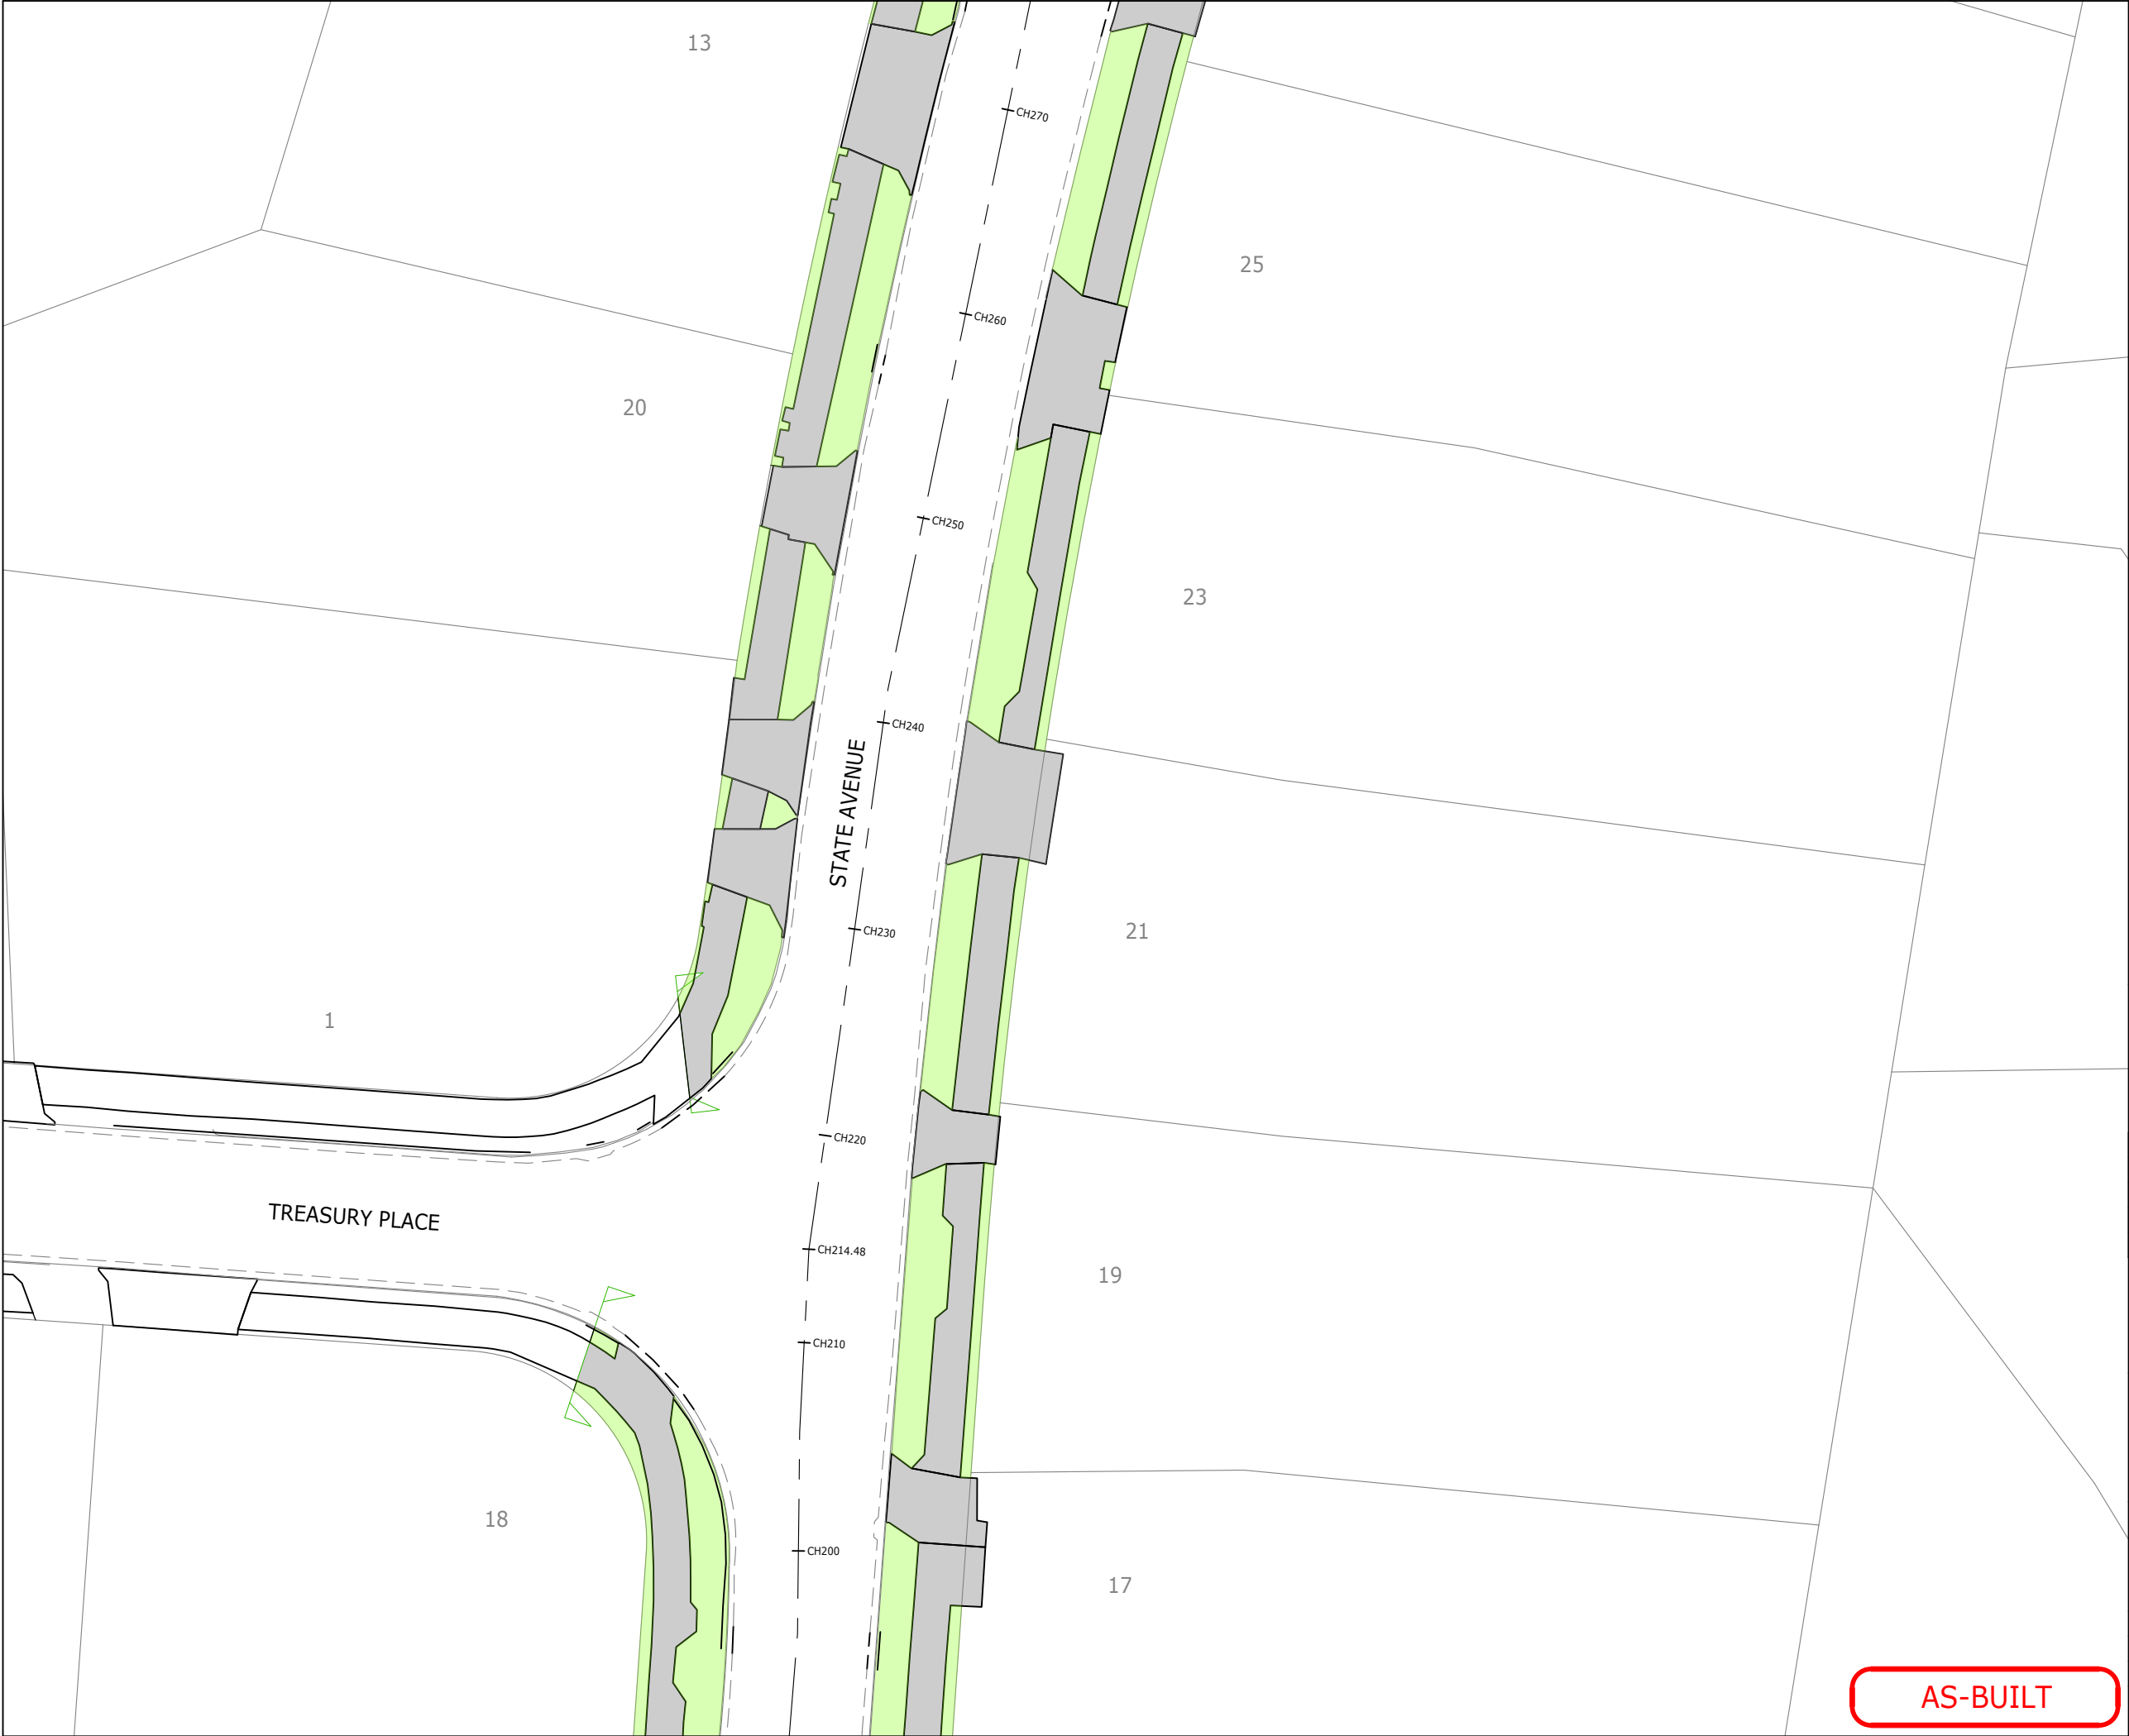 13
CH270
25
CH260
20
CH250
23
CH240
STATE AVENUE
21
CH230
1
CH220
TREASURY PLACE
CH214.48
19
CH210
18
CH200
17
AS-BUILT